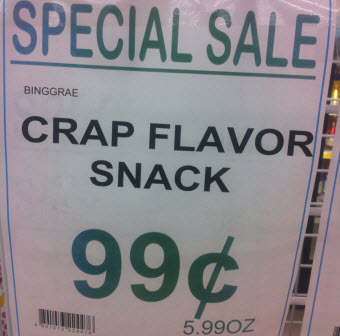 SPECIAL SALE
BINGGRAE
CRAP FLAVOR
SNACK
99¢
5.99OZ